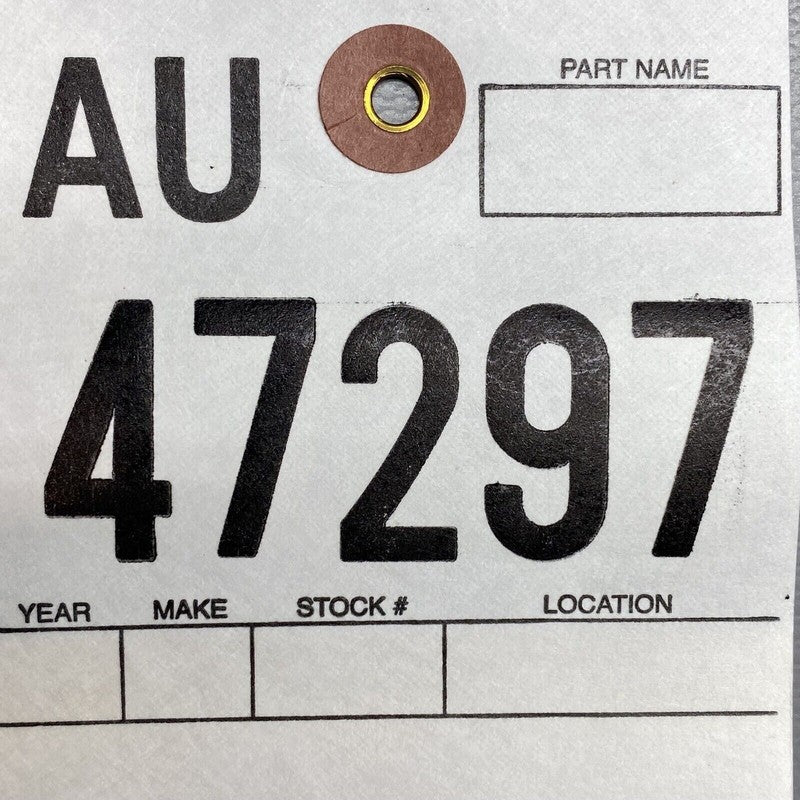 AU
PART NAME
47297
YEAR MAKE STOCK # LOCATION